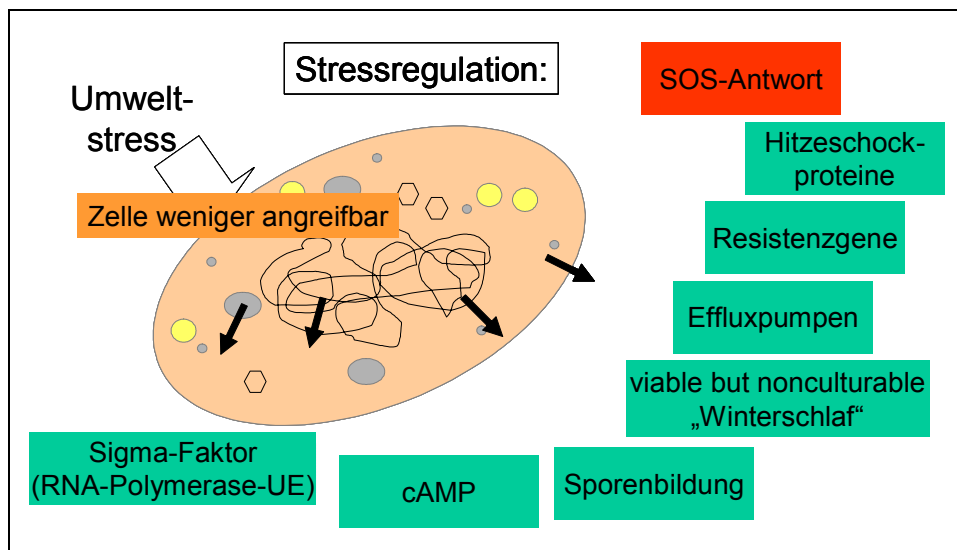 Stressregulation:
Umwelt-
stress
Zelle weniger angreifbar
SOS-Antwort
Hitzeschock-
proteine
Resistenzgene
Effluxpumpen
viable but nonculturable
„Winterschlaf“
Sporenbildung
cAMP
Sigma-Faktor
(RNA-Polymerase-UE)